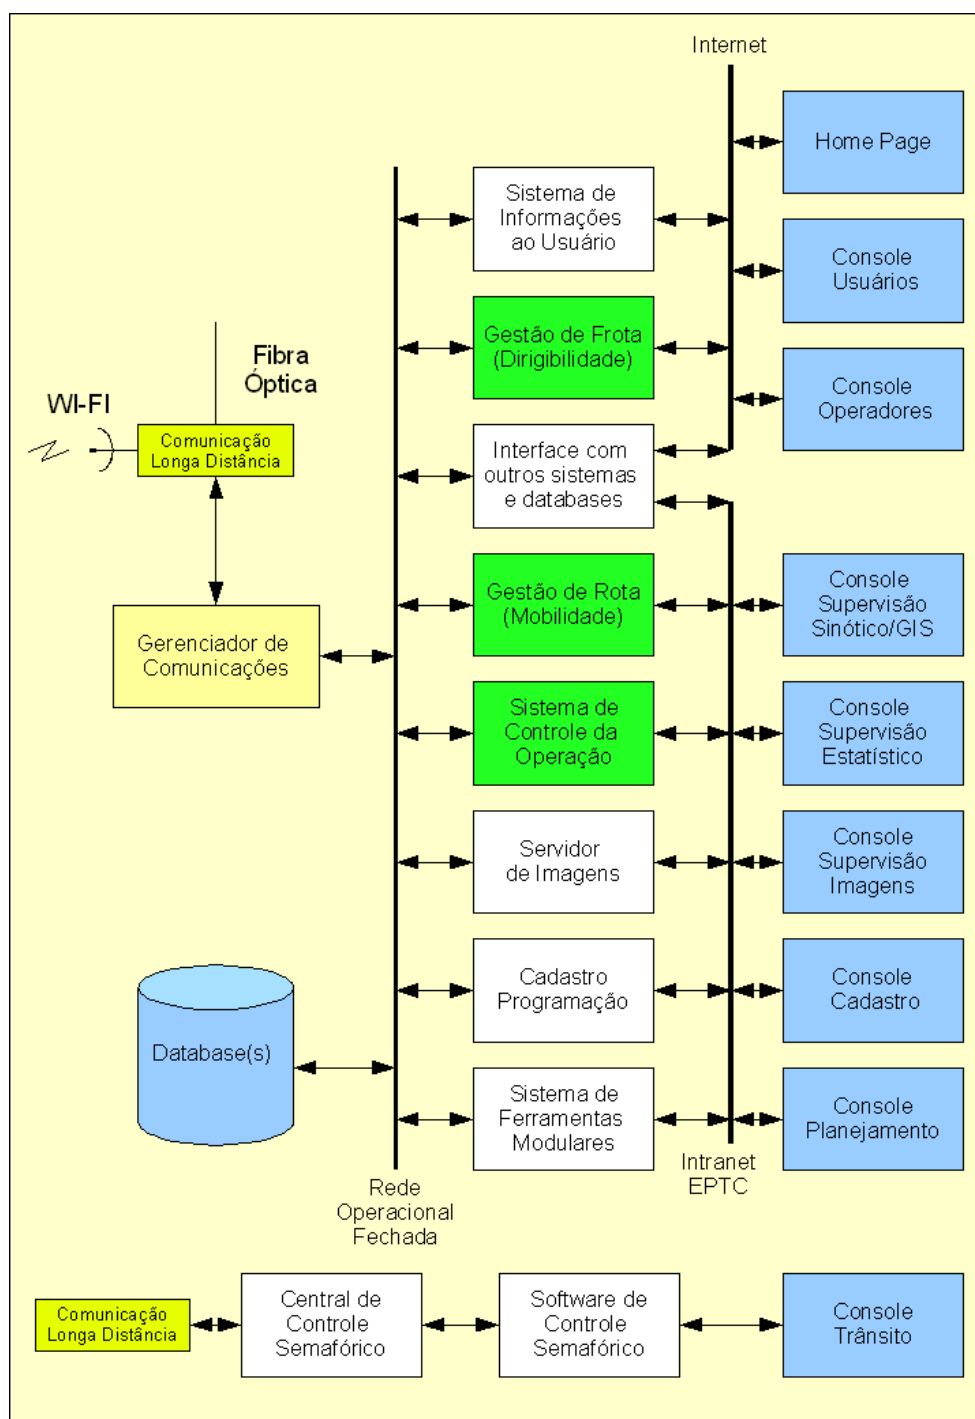 Internet
Home Page
Sistema de
Informações
ao Usuário
Console
Usuários
Gestão de Frota
(Dirigibilidade)
Fibra
Óptica
Console
Operadores
WI-FI
Comunicação
Longa Distância
Interface com
outros sistemas
e databases
Gestão de Rota
(Mobilidade)
Console
Supervisão
Sinótico/GIS
Gerenciador de
Comunicações
Sistema de
Controle da
Operação
Console
Supervisão
Estatístico
Servidor
de Imagens
Console
Supervisão
Imagens
Cadastro
Programação
Console
Cadastro
Database(s)
Sistema de
Ferramentas
Modulares
Console
Planejamento
Intranet
EPTC
Rede
Operacional
Fechada
Comunicação
Longa Distância
Central de
Controle
Semafórico
Software de
Controle
Semafórico
Console
Trânsito